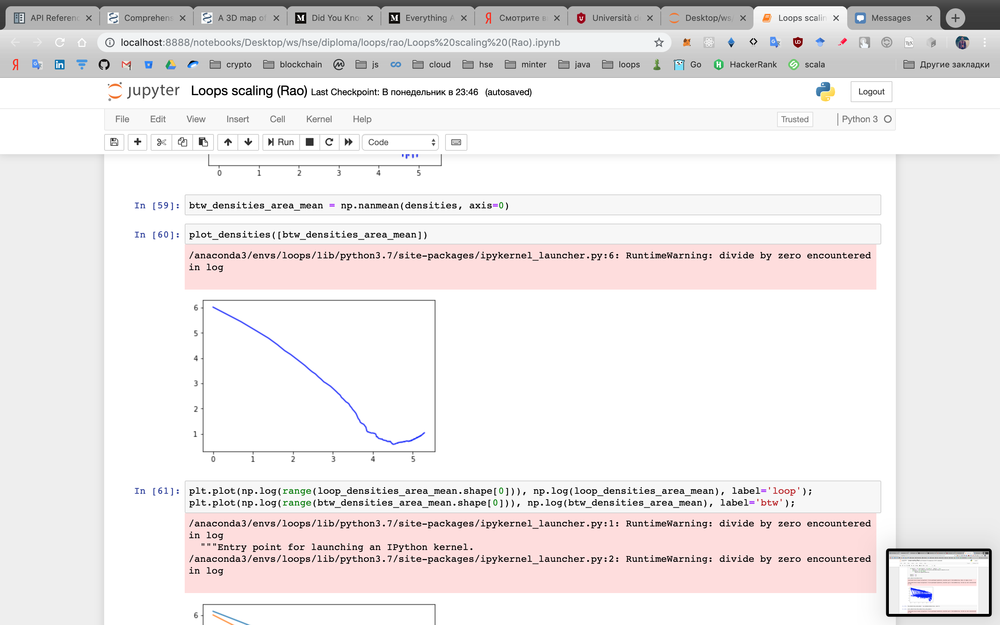 API Referenc
Comprehens
A 3D map of
Did You Kno
Everything A
Смотрите в
Università d
Desktop/ws/
Loops scalin
Messages
localhost:8888/notebooks/Desktop/ws/hse/diploma/loops/rao/Loops%20scaling%20(Rao).ipynb
crypto blockchain js cloud hse minter java loops Go HackerRank scala Другие закладки
jupyter Loops scaling (Rao) Last Checkpoint: В понедельник в 23:46 (autosaved) Logout
File Edit View Insert Cell Kernel Help Trusted Python 3
Run Code
0 1 2 3 4 5
In [59]: btw_densities_area_mean = np.nanmean(densities, axis=0)
In [60]: plot_densities([btw_densities_area_mean])
/anaconda3/envs/loops/lib/python3.7/site-packages/ipykernel_launcher.py:6: RuntimeWarning: divide by zero encountered
in log
6
5
4
3
2
1
0 1 2 3 4 5
In [61]: plt.plot(np.log(range(loop_densities_area_mean.shape[0])), np.log(loop_densities_area_mean), label='loop');
plt.plot(np.log(range(btw_densities_area_mean.shape[0])), np.log(btw_densities_area_mean), label='btw');
/anaconda3/envs/loops/lib/python3.7/site-packages/ipykernel_launcher.py:1: RuntimeWarning: divide by zero encountered
in log
"""Entry point for launching an IPython kernel.
/anaconda3/envs/loops/lib/python3.7/site-packages/ipykernel_launcher.py:2: RuntimeWarning: divide by zero encountered
in log
6